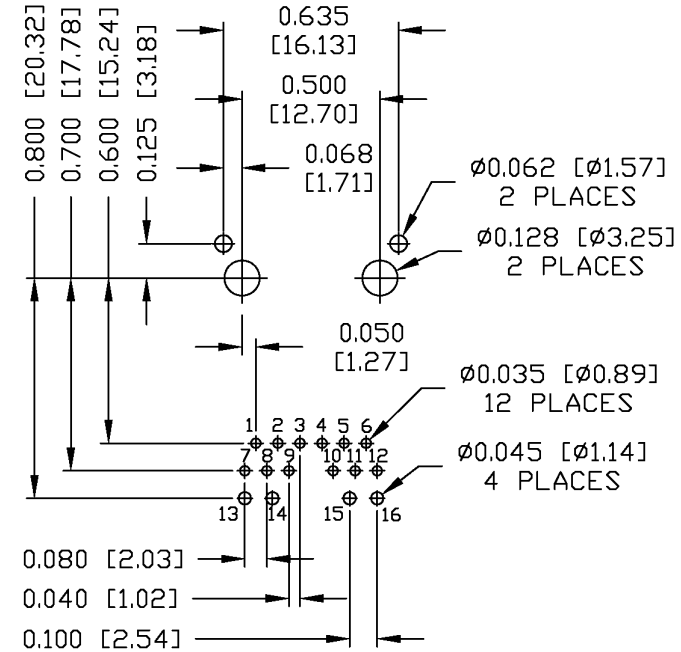 0.800 [20.32]
0.700 [17.78]
0.600 [15.24]
0.125 [3.18]
0.635
[16.13]
0.500
[12.70]
0.068
[1.71]
Ø0.062 [Ø1.57]
2 PLACES
Ø0.128 [Ø3.25]
2 PLACES
0.050
[1.27]
Ø0.035 [Ø0.89]
12 PLACES
1 2 3 4 5 6
Ø0.045 [Ø1.14]
4 PLACES
7 8 9 10 11 12
13 14 15 16
0.080 [2.03]
0.040 [1.02]
0.100 [2.54]